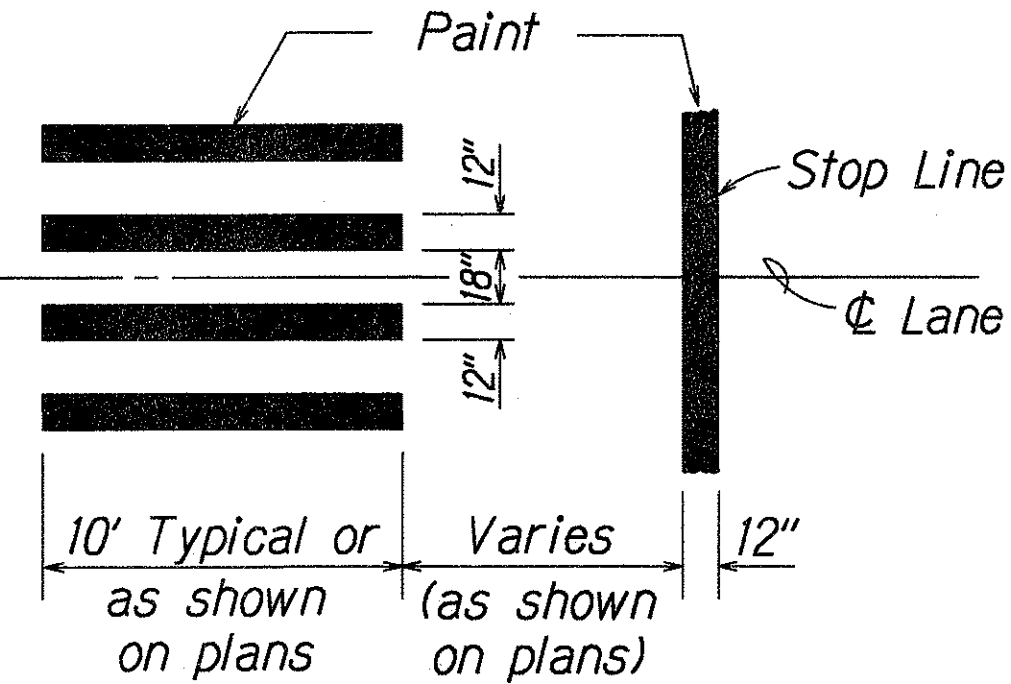 Paint
12"
Stop Line
18"
℄ Lane
12"
10' Typical or
as shown
on plans
Varies
(as shown
on plans)
12"